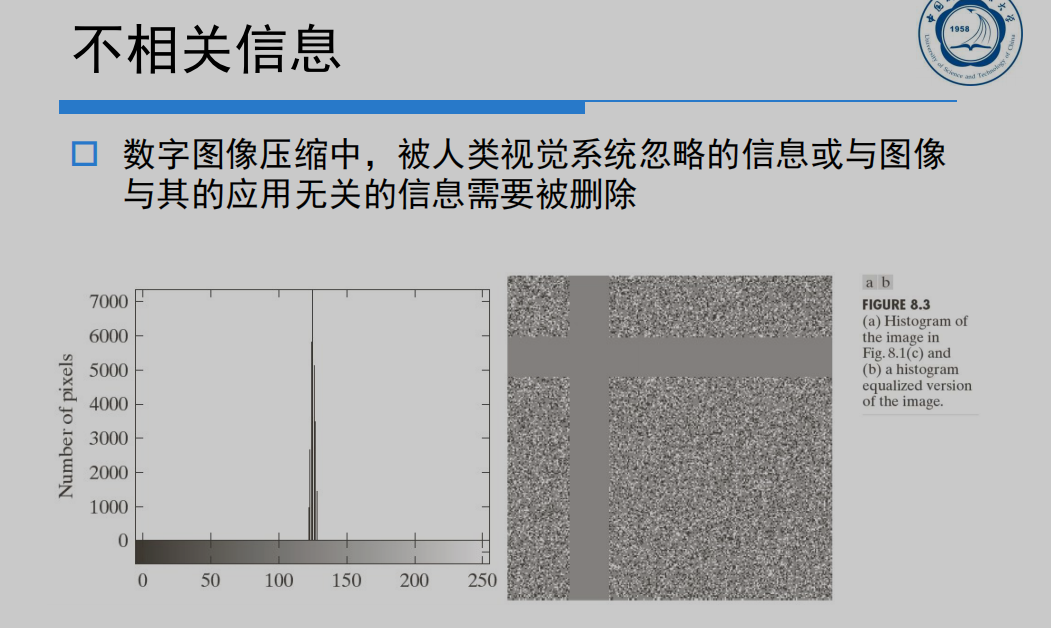 不相关信息
1958
University of Science and Technology of China
数字图像压缩中，被人类视觉系统忽略的信息或与图像
与其的应用无关的信息需要被删除
Number of pixels
7000
6000
5000
4000
3000
2000
1000
0
0 50 100 150 200 250
a b
FIGURE 8.3
(a) Histogram of
the image in
Fig. 8.1(c) and
(b) a histogram
equalized version
of the image.